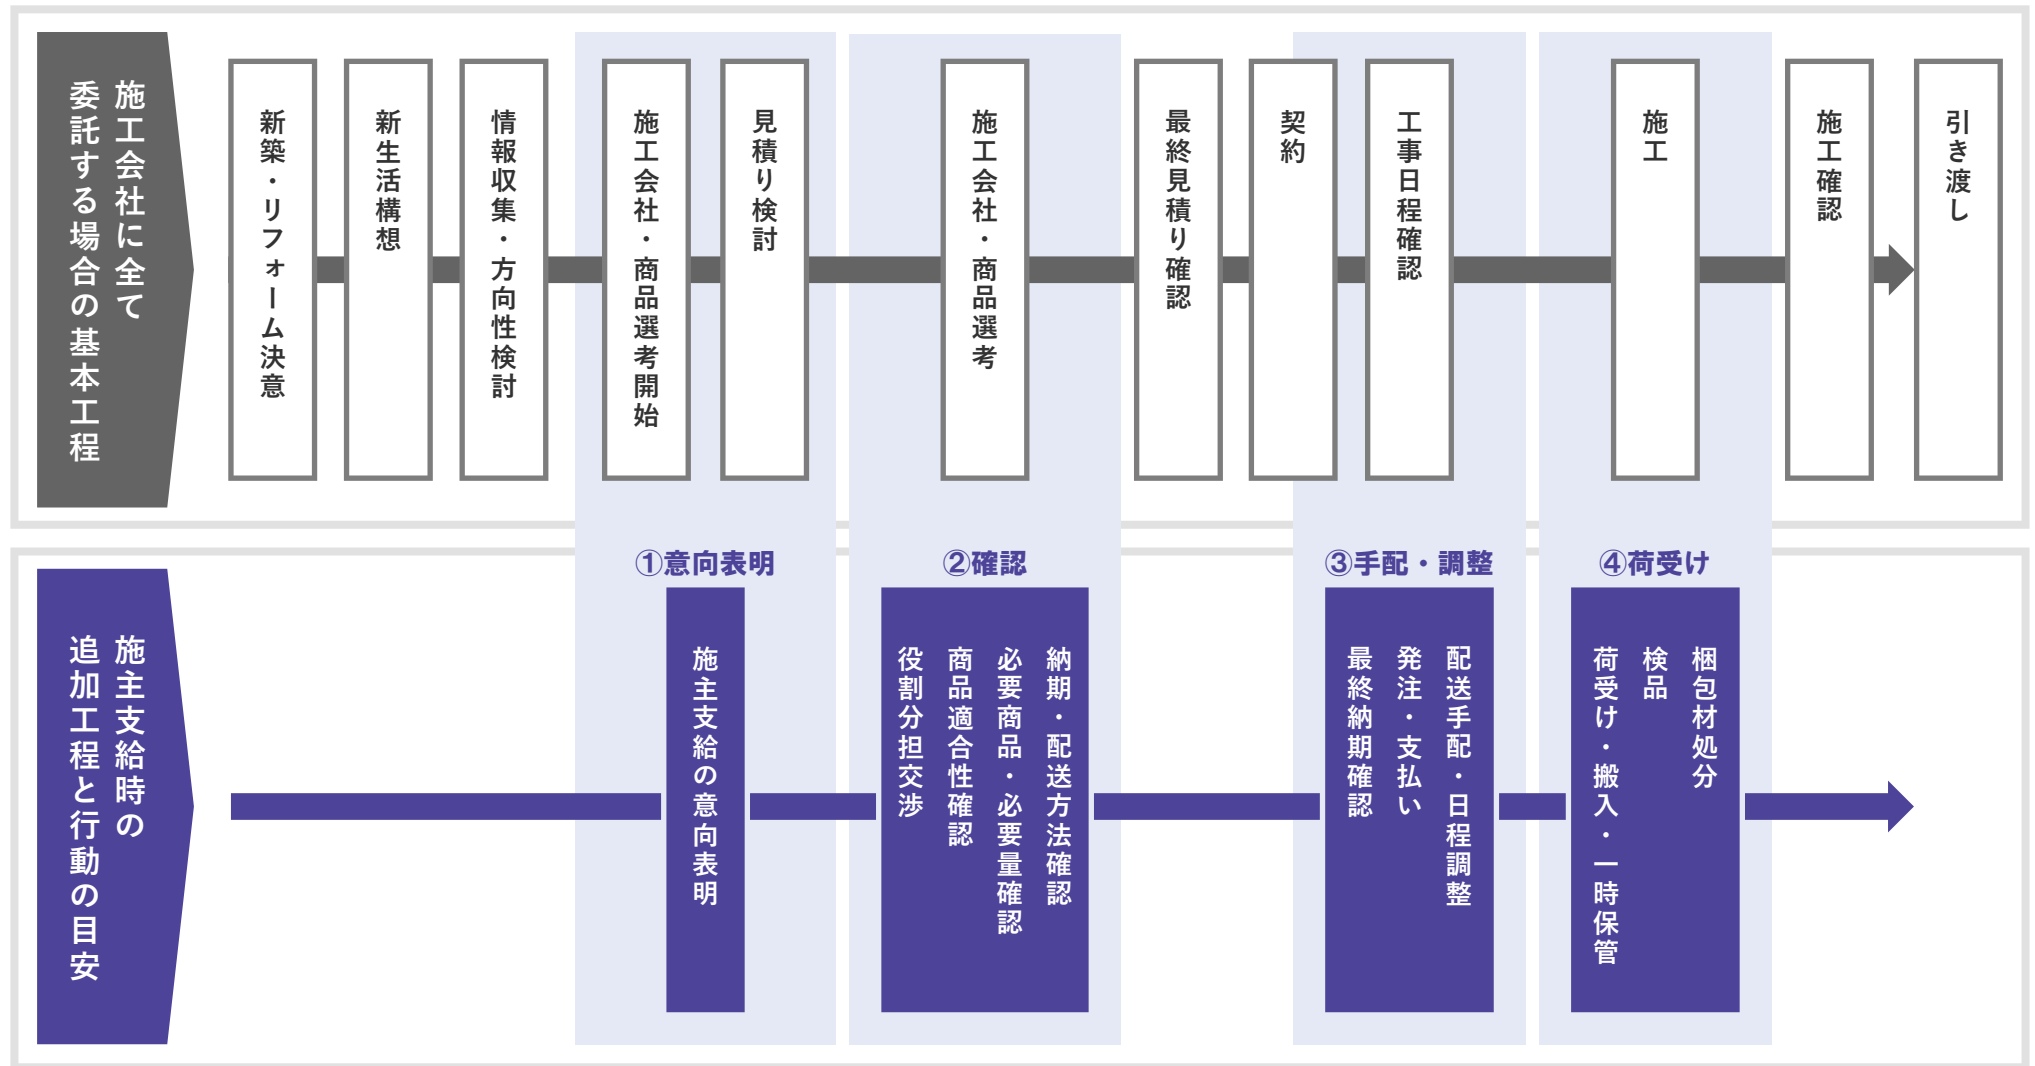 施工会社に全て
委託する場合の基本工程
新築・リフォーム決意
新生活構想
情報収集・方向性検討
施工会社・商品選考開始
見積り検討
施工会社・商品選考
最終見積り確認
契約
工事日程確認
施工
施工確認
引き渡し
施主支給時の
追加工程と行動の目安
①意向表明
施主支給の意向表明
②確認
役割分担交渉
商品適合性確認
必要商品・必要量確認
納期・配送方法確認
③手配・調整
最終納期確認
発注・支払い
配送手配・日程調整
④荷受け
荷受け・搬入・一時保管
検品
梱包材処分